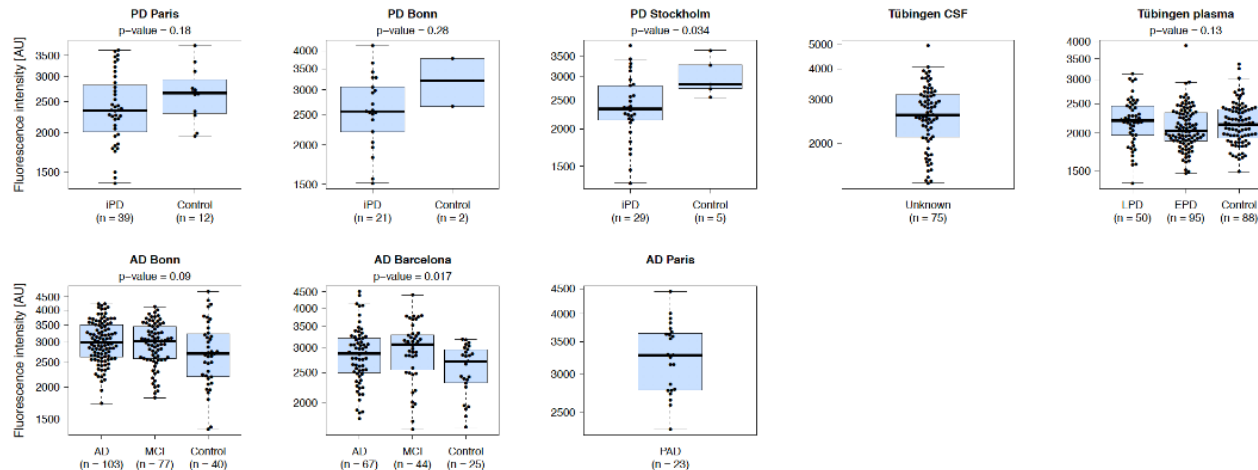 PD Paris
p-value = 0.18
PD Bonn
p-value = 0.28
PD Stockholm
p-value = 0.034
Tübingen CSF
Tübingen plasma
p-value = 0.13
Fluorescence intensity [AU]
3500
3000
2500
2000
1500
iPD
(n = 39)
Control
(n = 12)
4000
3500
3000
2500
2000
1500
iPD
(n = 21)
Control
(n = 2)
3500
3000
2500
2000
1500
iPD
(n = 29)
Control
(n = 5)
5000
4000
3000
2000
Unknown
(n = 75)
4000
3500
3000
2500
2000
1500
LPD
(n = 50)
EPD
(n = 95)
Control
(n = 88)
AD Bonn
p-value = 0.09
AD Barcelona
p-value = 0.017
AD Paris
Fluorescence intensity [AU]
4500
4000
3500
3000
2500
2000
1500
AD
(n = 103)
MCI
(n = 77)
Control
(n = 40)
4500
4000
3500
3000
2500
2000
AD
(n = 67)
MCI
(n = 44)
Control
(n = 25)
4500
4000
3500
3000
2500
PAD
(n = 23)